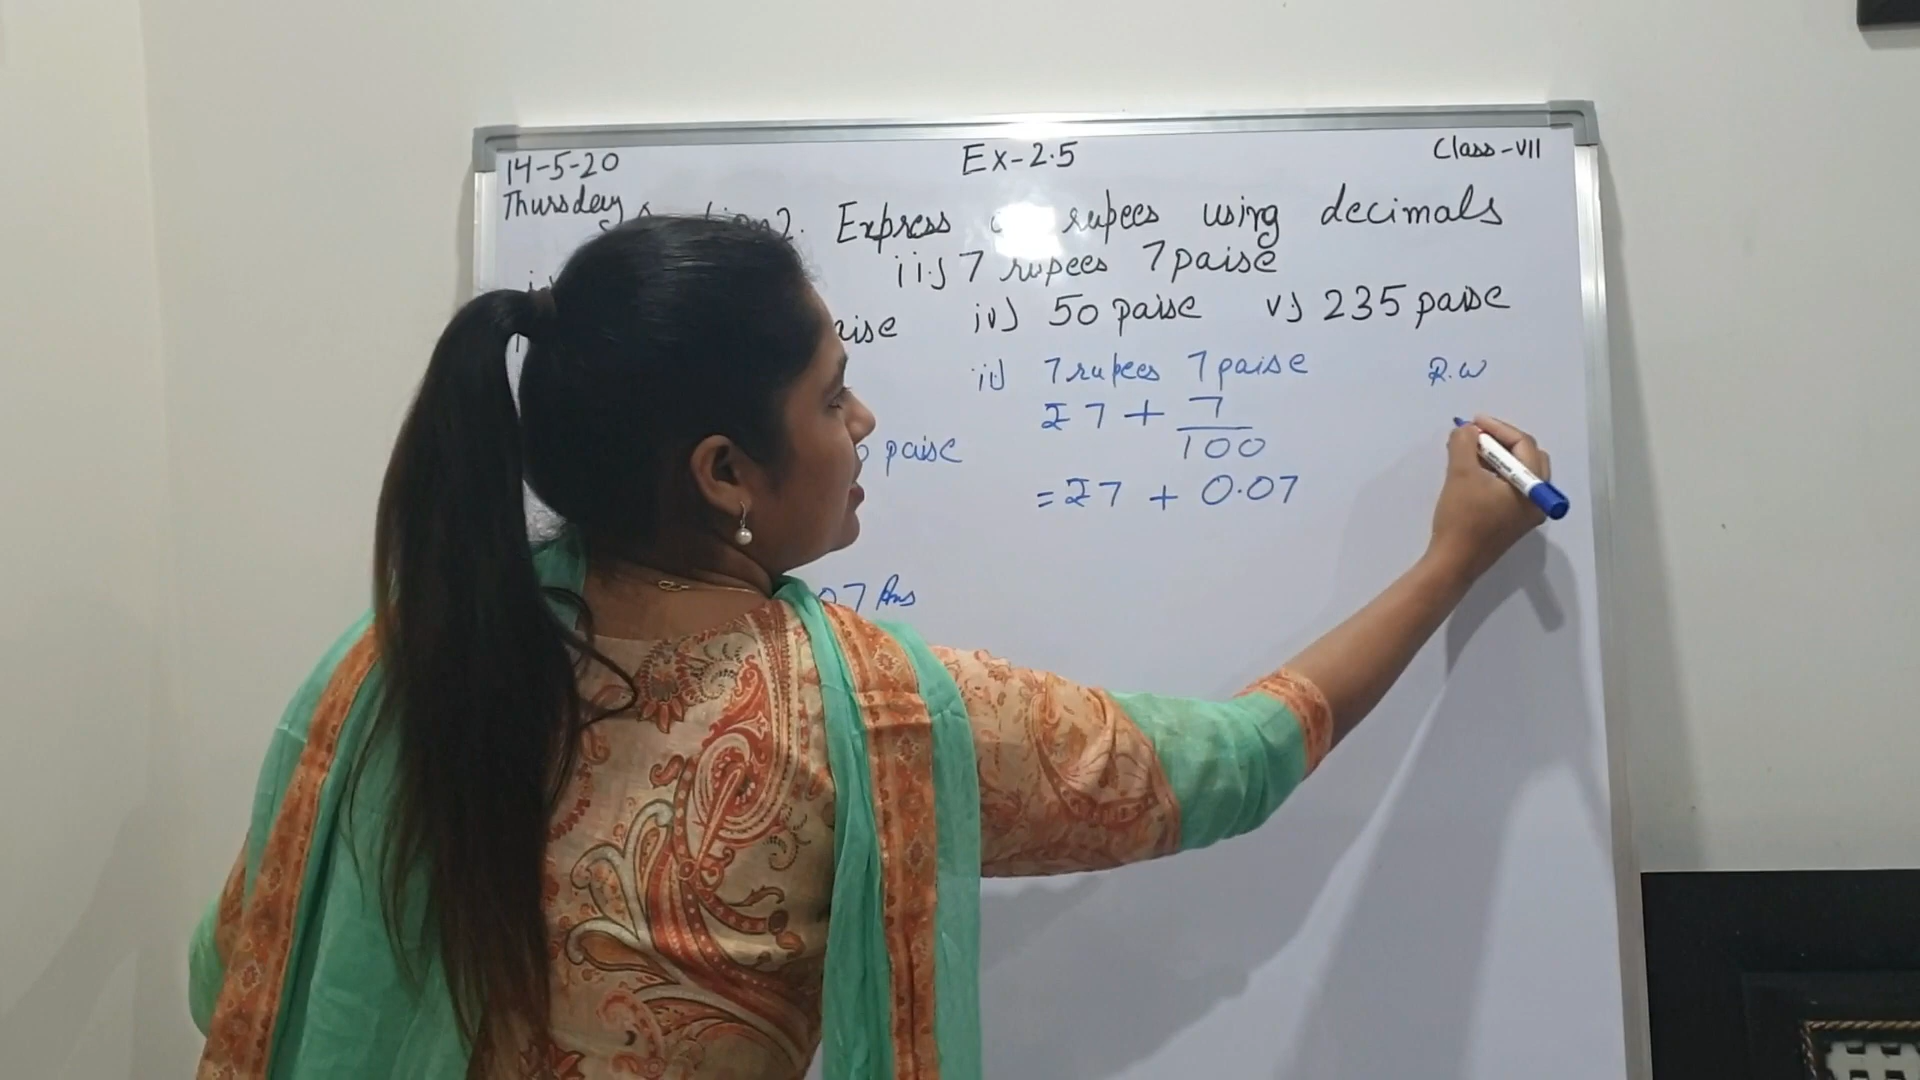 14-5-20
Ex-2.5
Class-VII
Thursday
2. Express rupees using decimals
ii) 7 rupees 7 paise
aise iv) 50 paise v) 235 paise
ii) 7 rupees 7 paise
R.W
₹ 7 + 7
100
paise
= ₹ 7 + 0.07
07 Ans